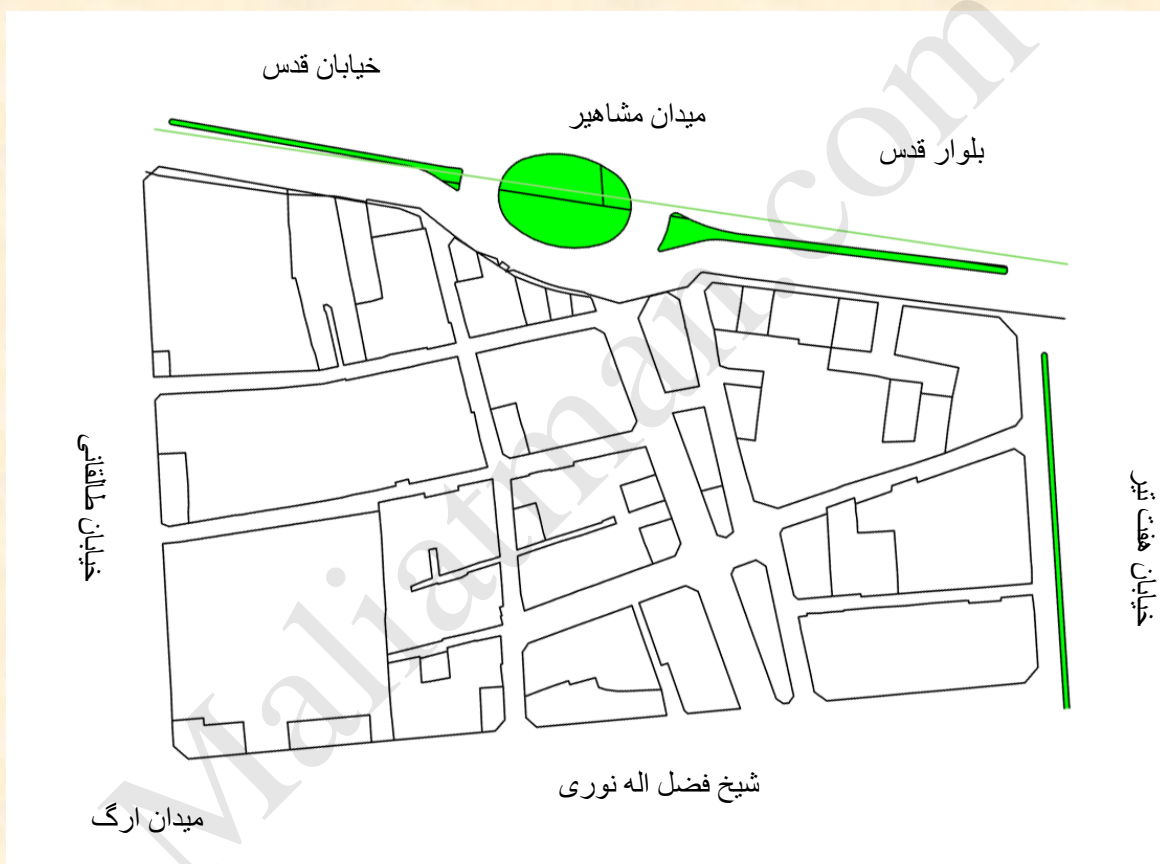 خیابان قدس
میدان مشاهیر
بلوار قدس
خیابان طالقانی
خیابان هفت تیر
شیخ فضل اله نوری
میدان ارگ
Maliatman.com